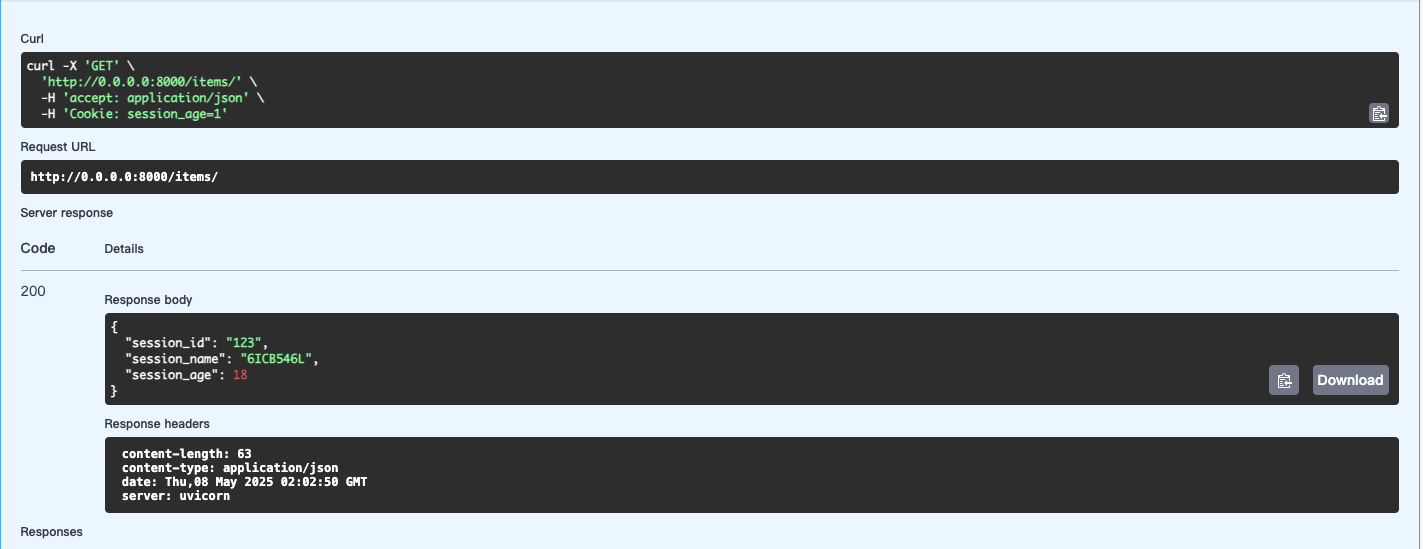 Curl
curl -X 'GET' \
'http://0.0.0.0:8000/items/' \
-H 'accept: application/json' \
-H 'Cookie: session_age=1'
Request URL
http://0.0.0.0:8000/items/
Server response
Code Details
200
Response body
{
"session_id": "123",
"session_name": "6ICB546L",
"session_age": 18
}
Download
Response headers
content-length: 63
content-type: application/json
date: Thu,08 May 2025 02:02:50 GMT
server: uvicorn
Responses